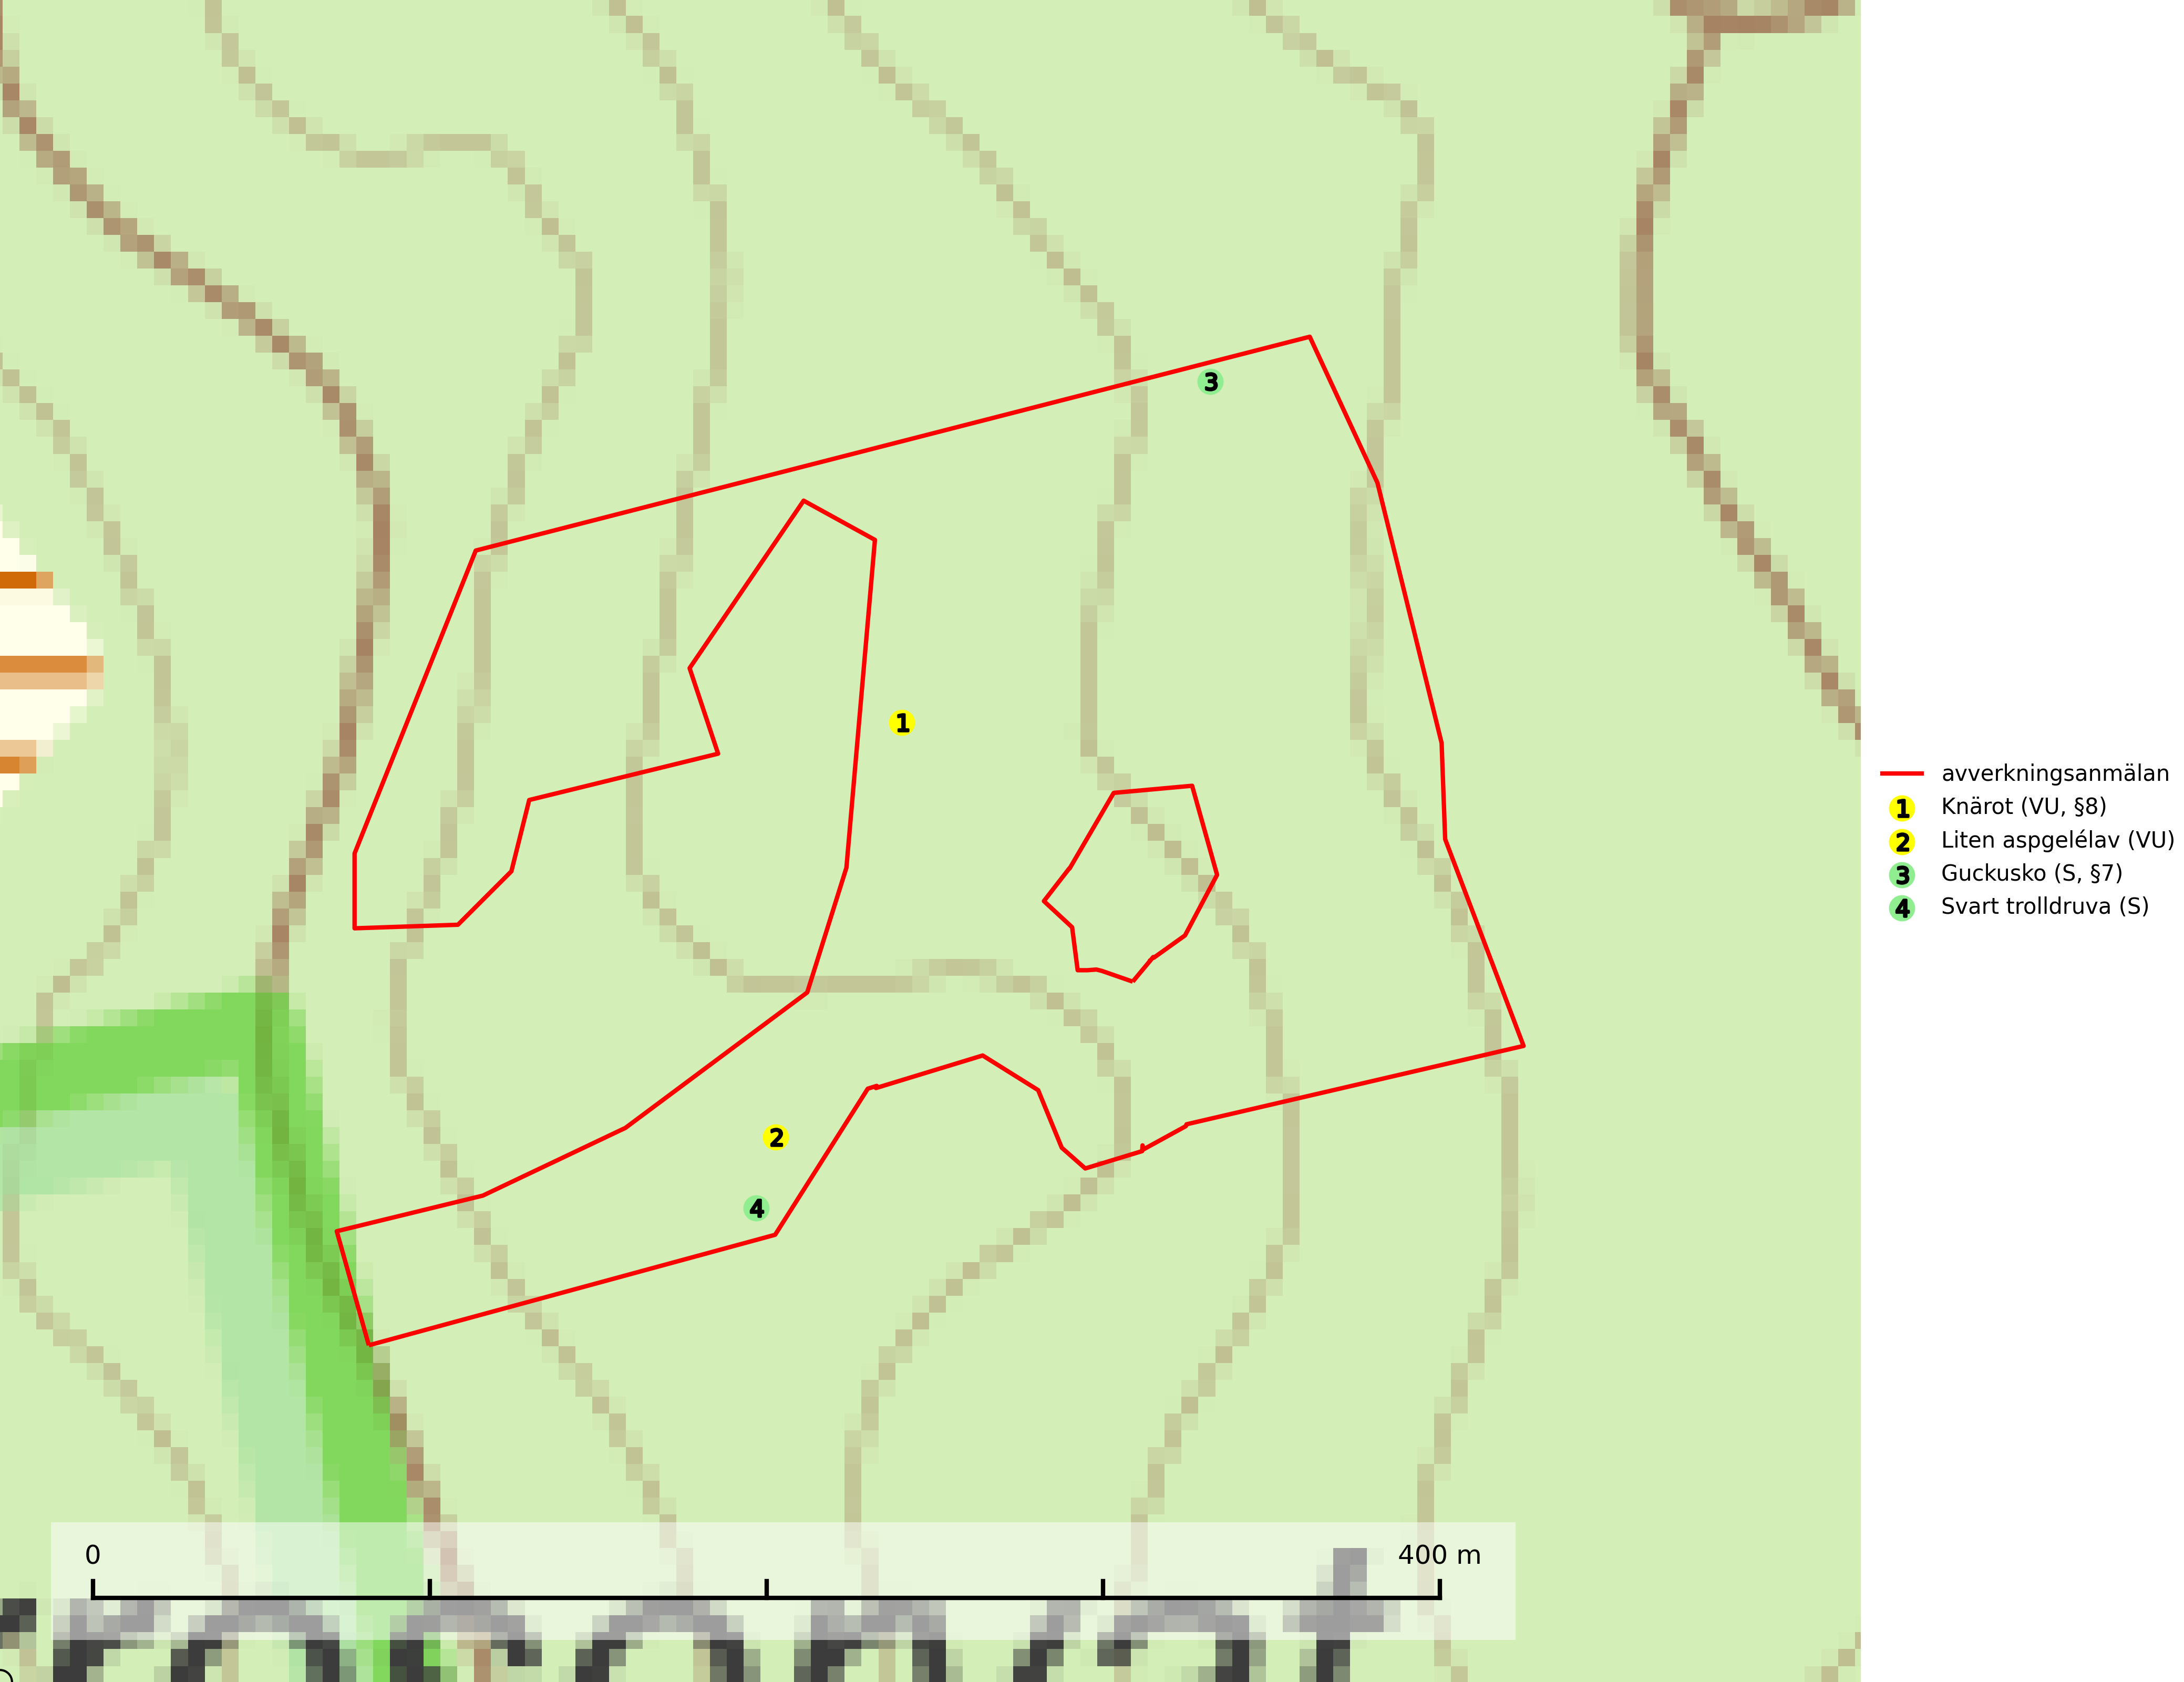 3
1
2
4
0 400 m
avverkningsanmälan
1 Knärot (VU, §8)
2 Liten aspgelélav (VU)
3 Guckusko (S, §7)
4 Svart trolldruva (S)